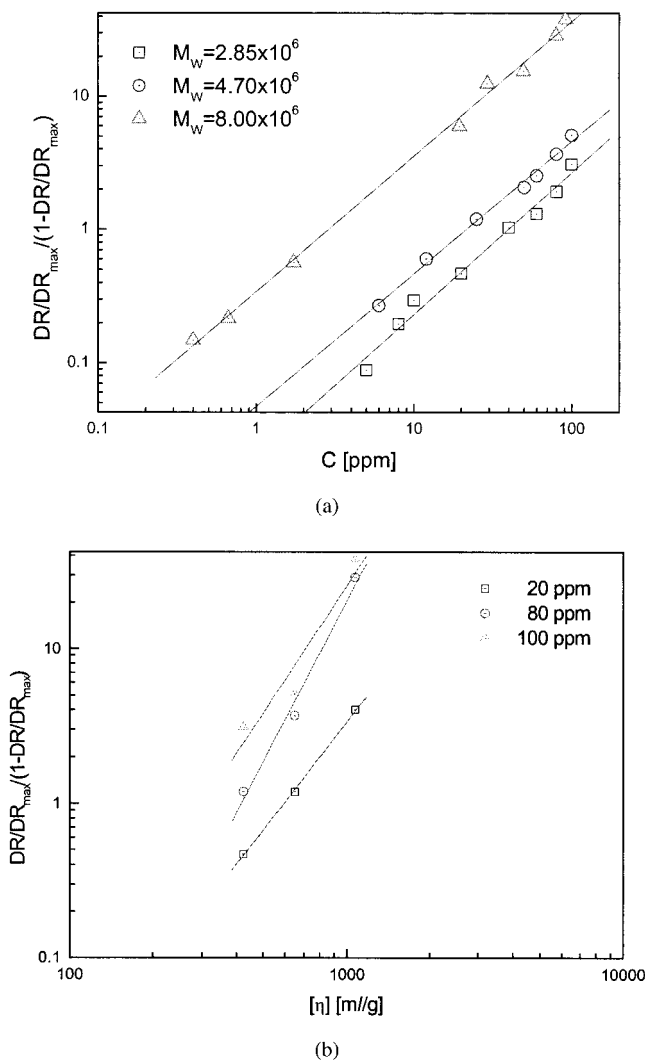 DR/DR_max/(1-DR/DR_max)
10
1
0.1
M_W=2.85x10^6
M_W=4.70x10^6
M_W=8.00x10^6
0.1 1 10 100
C [ppm]
(a)
DR/DR_max/(1-DR/DR_max)
10
1
0.1
20 ppm
80 ppm
100 ppm
100 1000 10000
[η] [m//g]
(b)